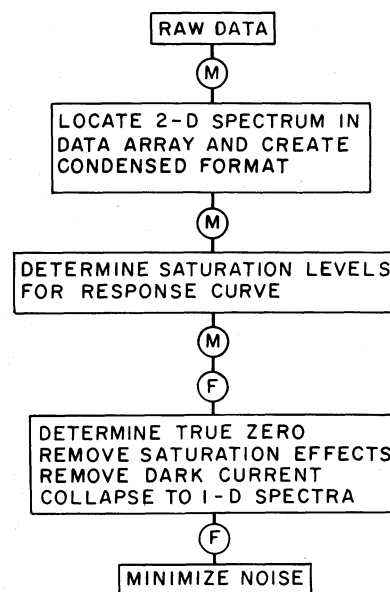 RAW DATA
M
LOCATE 2-D SPECTRUM IN
DATA ARRAY AND CREATE
CONDENSED FORMAT
M
DETERMINE SATURATION LEVELS
FOR RESPONSE CURVE
M
F
DETERMINE TRUE ZERO
REMOVE SATURATION EFFECTS
REMOVE DARK CURRENT
COLLAPSE TO 1-D SPECTRA
F
MINIMIZE NOISE